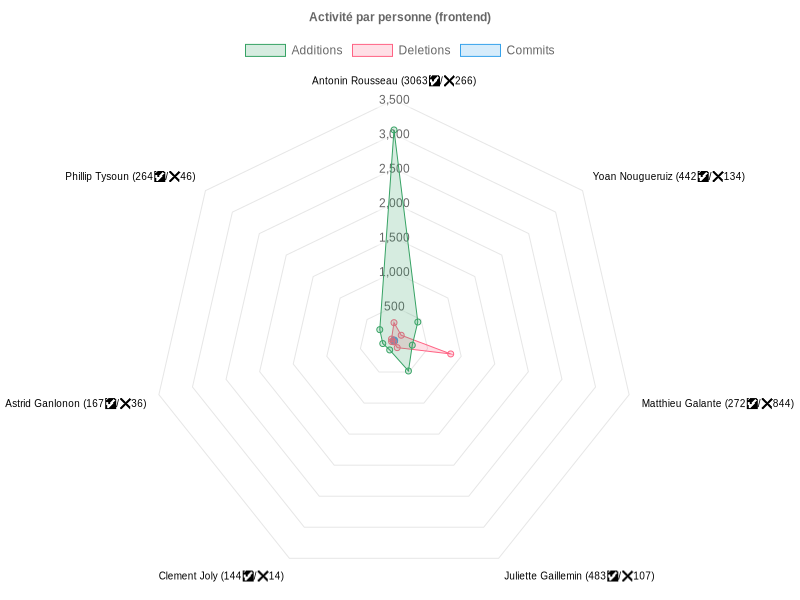 Activité par personne (frontend)
Additions Deletions Commits
Antonin Rousseau (3063✅/❌266)
3,500
3,000
2,500
2,000
1,500
1,000
500
Phillip Tysoun (264✅/❌46)
Yoan Nougueruiz (442✅/❌134)
Astrid Ganlonon (167✅/❌36)
Matthieu Galante (272✅/❌844)
Clement Joly (144✅/❌14)
Juliette Gaillemin (483✅/❌107)